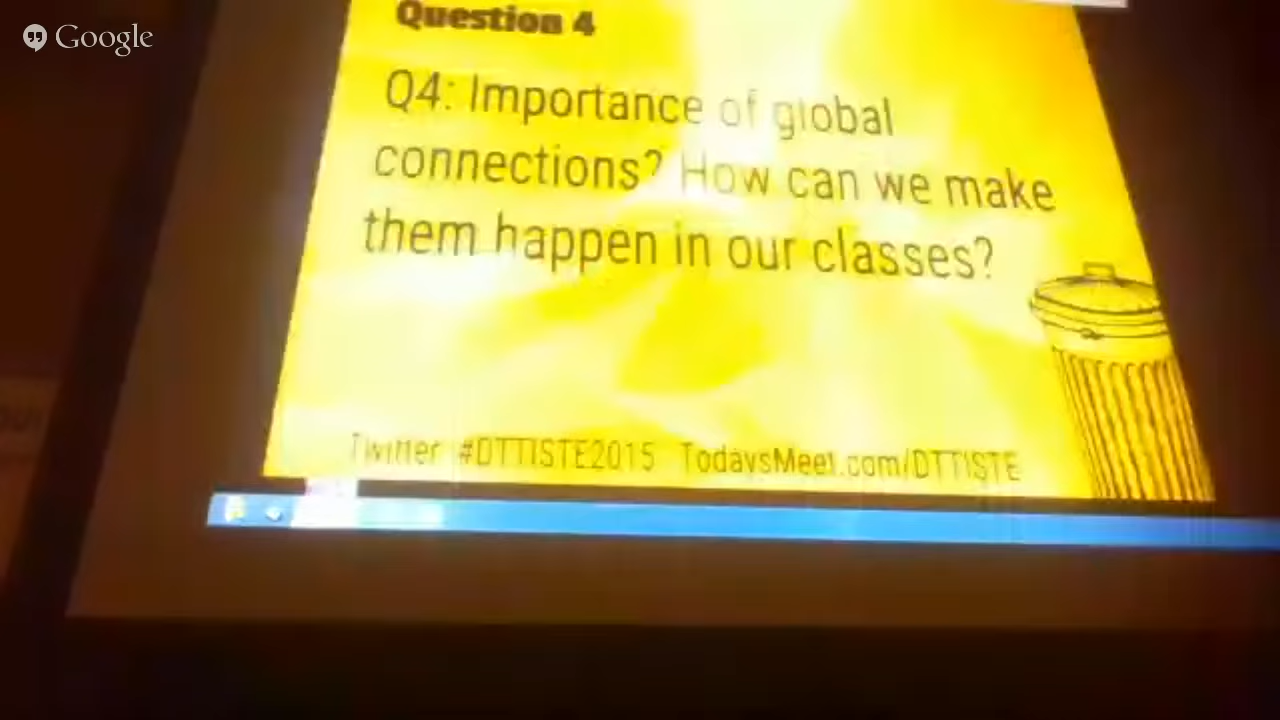 Google
Question 4
Q4: Importance of global
connections? How can we make
them happen in our classes?
Twitter #DTTISTE2015 TodaysMeet.com/DTTISTE